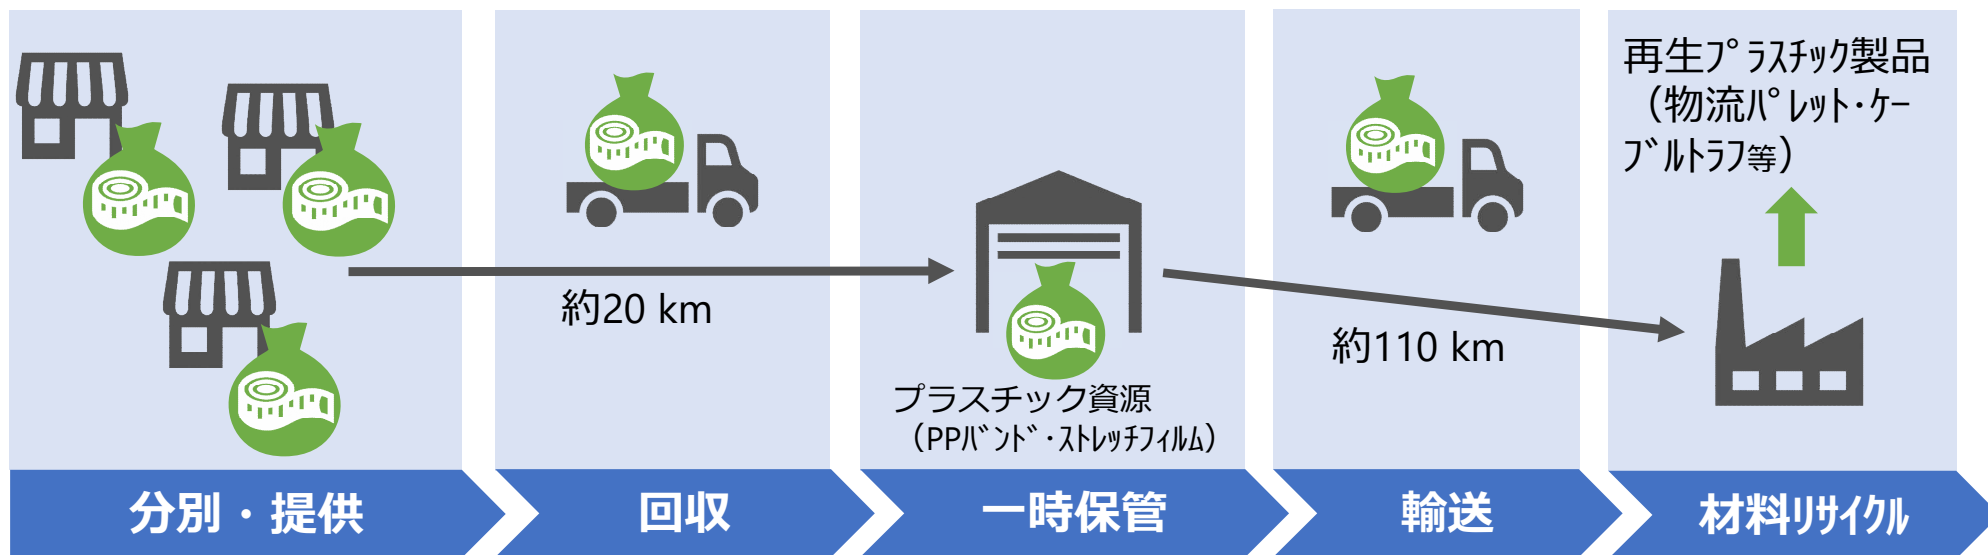 再生ﾌﾟﾗｽﾁｯｸ製品
（物流ﾊﾟﾚｯﾄ･ｹｰ
ﾌﾞﾙﾄﾗﾌ等）
約20 km
約110 km
プラスチック資源
（PPﾊﾞﾝﾄﾞ･ｽﾄﾚｯﾁﾌｨﾙﾑ）
分別・提供
回収
一時保管
輸送
材料ﾘｻｲｸﾙ